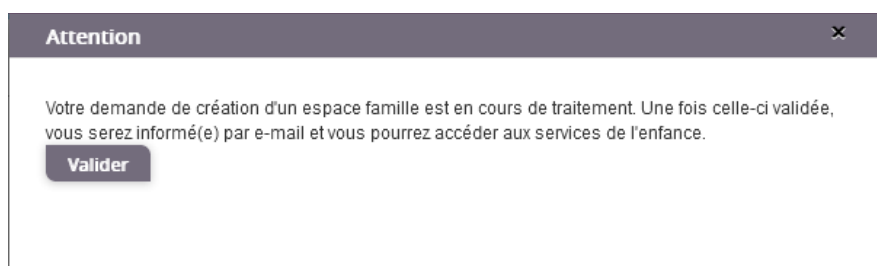 Attention
Votre demande de création d'un espace famille est en cours de traitement. Une fois celle-ci validée,
vous serez informé(e) par e-mail et vous pourrez accéder aux services de l'enfance.
Valider